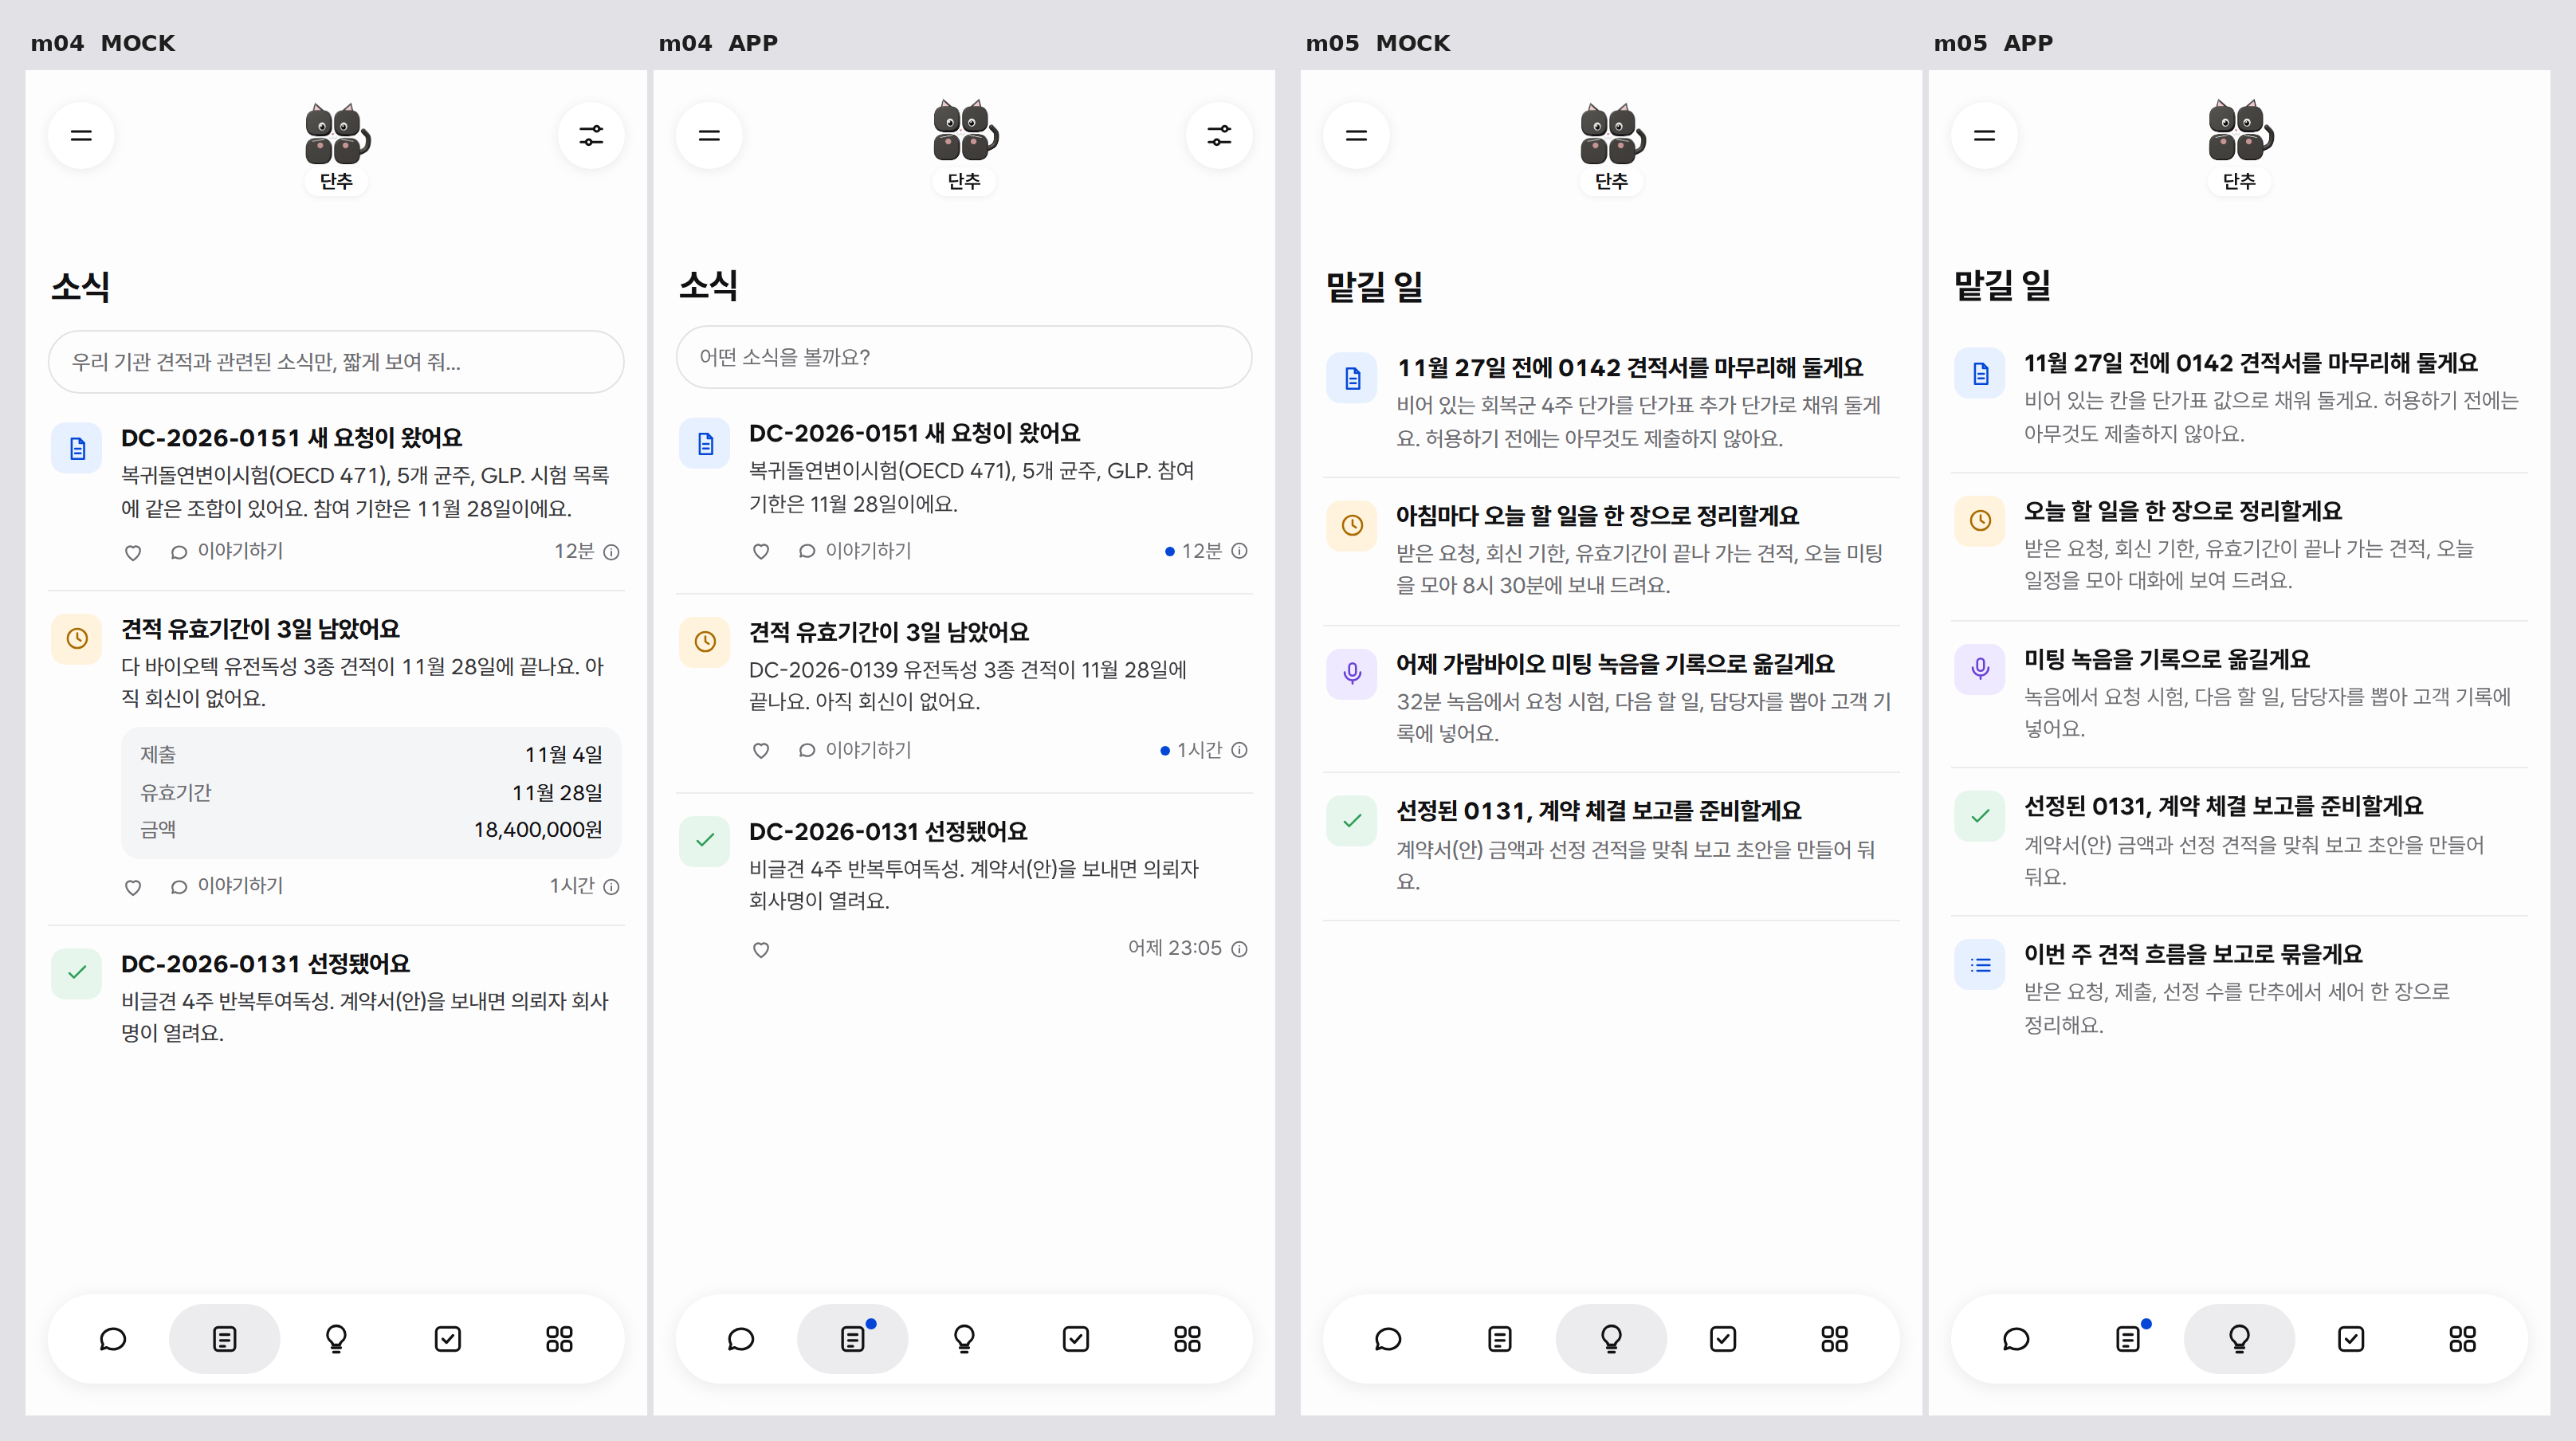 m04 MOCK
단추
소식
우리 기관 견적과 관련된 소식만, 짧게 보여 줘...
DC-2026-0151 새 요청이 왔어요
복귀돌연변이시험(OECD 471), 5개 균주, GLP. 시험 목록
에 같은 조합이 있어요. 참여 기한은 11월 28일이에요.
이야기하기 12분
견적 유효기간이 3일 남았어요
다 바이오텍 유전독성 3종 견적이 11월 28일에 끝나요. 아
직 회신이 없어요.
제출 11월 4일
유효기간 11월 28일
금액 18,400,000원
이야기하기 1시간
DC-2026-0131 선정됐어요
비글견 4주 반복투여독성. 계약서(안)을 보내면 의뢰자 회사
명이 열려요.
m04 APP
단추
소식
어떤 소식을 볼까요?
DC-2026-0151 새 요청이 왔어요
복귀돌연변이시험(OECD 471), 5개 균주, GLP. 참여
기한은 11월 28일이에요.
이야기하기 12분
견적 유효기간이 3일 남았어요
DC-2026-0139 유전독성 3종 견적이 11월 28일에
끝나요. 아직 회신이 없어요.
이야기하기 1시간
DC-2026-0131 선정됐어요
비글견 4주 반복투여독성. 계약서(안)을 보내면 의뢰자
회사명이 열려요.
어제 23:05
m05 MOCK
단추
맡길 일
11월 27일 전에 0142 견적서를 마무리해 둘게요
비어 있는 회복군 4주 단가를 단가표 추가 단가로 채워 둘게
요. 허용하기 전에는 아무것도 제출하지 않아요.
아침마다 오늘 할 일을 한 장으로 정리할게요
받은 요청, 회신 기한, 유효기간이 끝나 가는 견적, 오늘 미팅
을 모아 8시 30분에 보내 드려요.
어제 가람바이오 미팅 녹음을 기록으로 옮길게요
32분 녹음에서 요청 시험, 다음 할 일, 담당자를 뽑아 고객 기
록에 넣어요.
선정된 0131, 계약 체결 보고를 준비할게요
계약서(안) 금액과 선정 견적을 맞춰 보고 초안을 만들어 둬
요.
m05 APP
단추
맡길 일
11월 27일 전에 0142 견적서를 마무리해 둘게요
비어 있는 칸을 단가표 값으로 채워 둘게요. 허용하기 전에는
아무것도 제출하지 않아요.
오늘 할 일을 한 장으로 정리할게요
받은 요청, 회신 기한, 유효기간이 끝나 가는 견적, 오늘
일정을 모아 대화에 보여 드려요.
미팅 녹음을 기록으로 옮길게요
녹음에서 요청 시험, 다음 할 일, 담당자를 뽑아 고객 기록에
넣어요.
선정된 0131, 계약 체결 보고를 준비할게요
계약서(안) 금액과 선정 견적을 맞춰 보고 초안을 만들어
둬요.
이번 주 견적 흐름을 보고로 묶을게요
받은 요청, 제출, 선정 수를 단추에서 세어 한 장으로
정리해요.